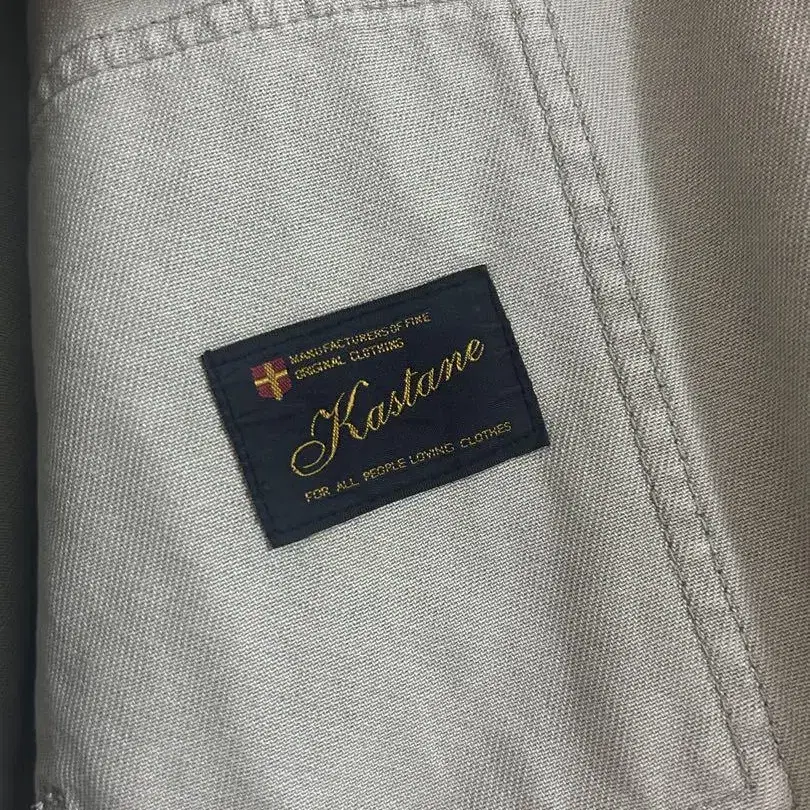 MANUFACTURERS OF FINE
ORIGINAL CLOTHING
Kastane
FOR ALL PEOPLE LOVING CLOTHES